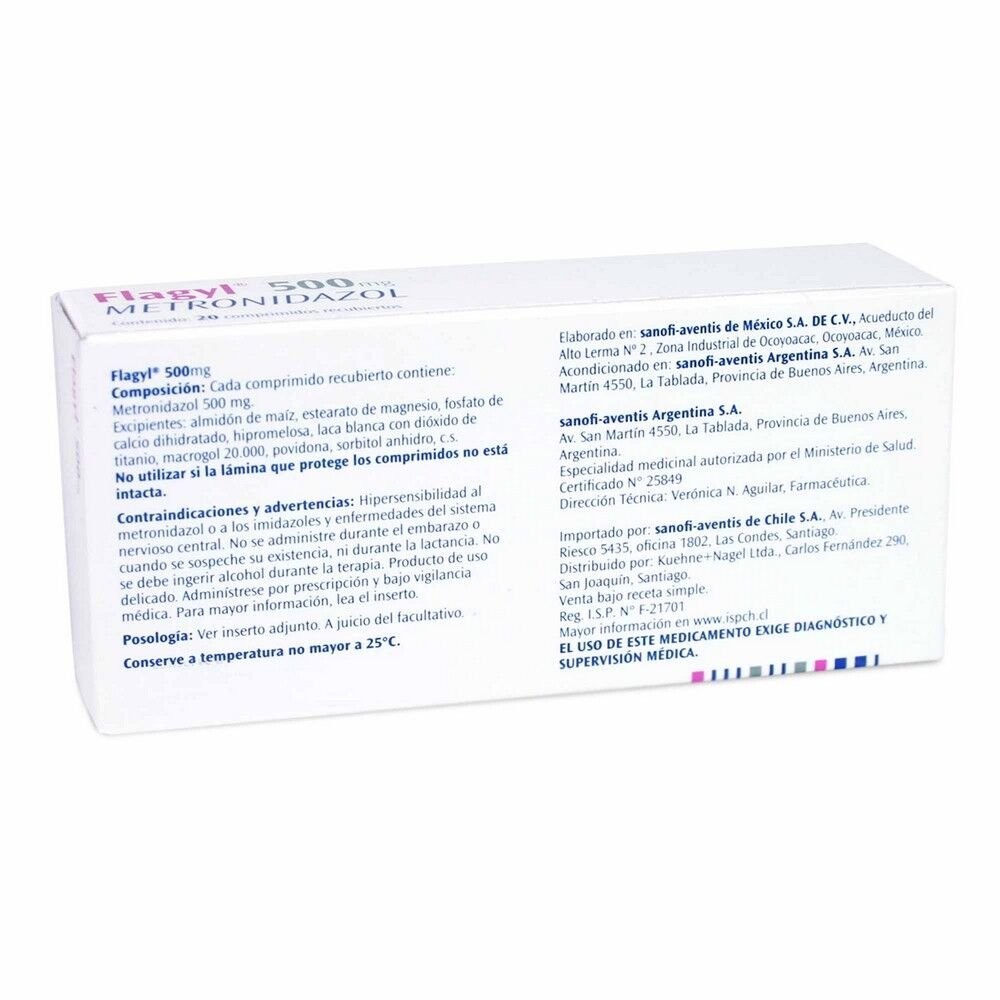 Flagyl® 500mg
METRONIDAZOL
Contenido: 20 comprimidos recubiertos
Flagyl® 500mg
Composición: Cada comprimido recubierto contiene:
Metronidazol 500 mg.
Excipientes: almidón de maíz, estearato de magnesio, fosfato de
calcio dihidratado, hipromelosa, laca blanca con dióxido de
titanio, macrogol 20.000, povidona, sorbitol anhidro, c.s.
No utilizar si la lámina que protege los comprimidos no está
intacta.
Contraindicaciones y advertencias: Hipersensibilidad al
metronidazol o a los imidazoles y enfermedades del sistema
nervioso central. No se administre durante el embarazo o
cuando se sospeche su existencia, ni durante la lactancia. No
se debe ingerir alcohol durante la terapia. Producto de uso
delicado. Adminístrese por prescripción y bajo vigilancia
médica. Para mayor información, lea el inserto.
Posología: Ver inserto adjunto. A juicio del facultativo.
Conserve a temperatura no mayor a 25°C.
Elaborado en: sanofi-aventis de México S.A. DE C.V., Acueducto del
Alto Lerma N° 2 , Zona Industrial de Ocoyoacac, Ocoyoacac, México.
Acondicionado en: sanofi-aventis Argentina S.A. Av. San
Martín 4550, La Tablada, Provincia de Buenos Aires, Argentina.
sanofi-aventis Argentina S.A.
Av. San Martín 4550, La Tablada, Provincia de Buenos Aires,
Argentina.
Especialidad medicinal autorizada por el Ministerio de Salud.
Certificado N° 25849
Dirección Técnica: Verónica N. Aguilar, Farmacéutica.
Importado por: sanofi-aventis de Chile S.A., Av. Presidente
Riesco 5435, oficina 1802, Las Condes, Santiago.
Distribuido por: Kuehne+Nagel Ltda., Carlos Fernández 290,
San Joaquín, Santiago.
Venta bajo receta simple.
Reg. I.S.P. N° F-21701
Mayor información en www.ispch.cl
EL USO DE ESTE MEDICAMENTO EXIGE DIAGNÓSTICO Y
SUPERVISIÓN MÉDICA.